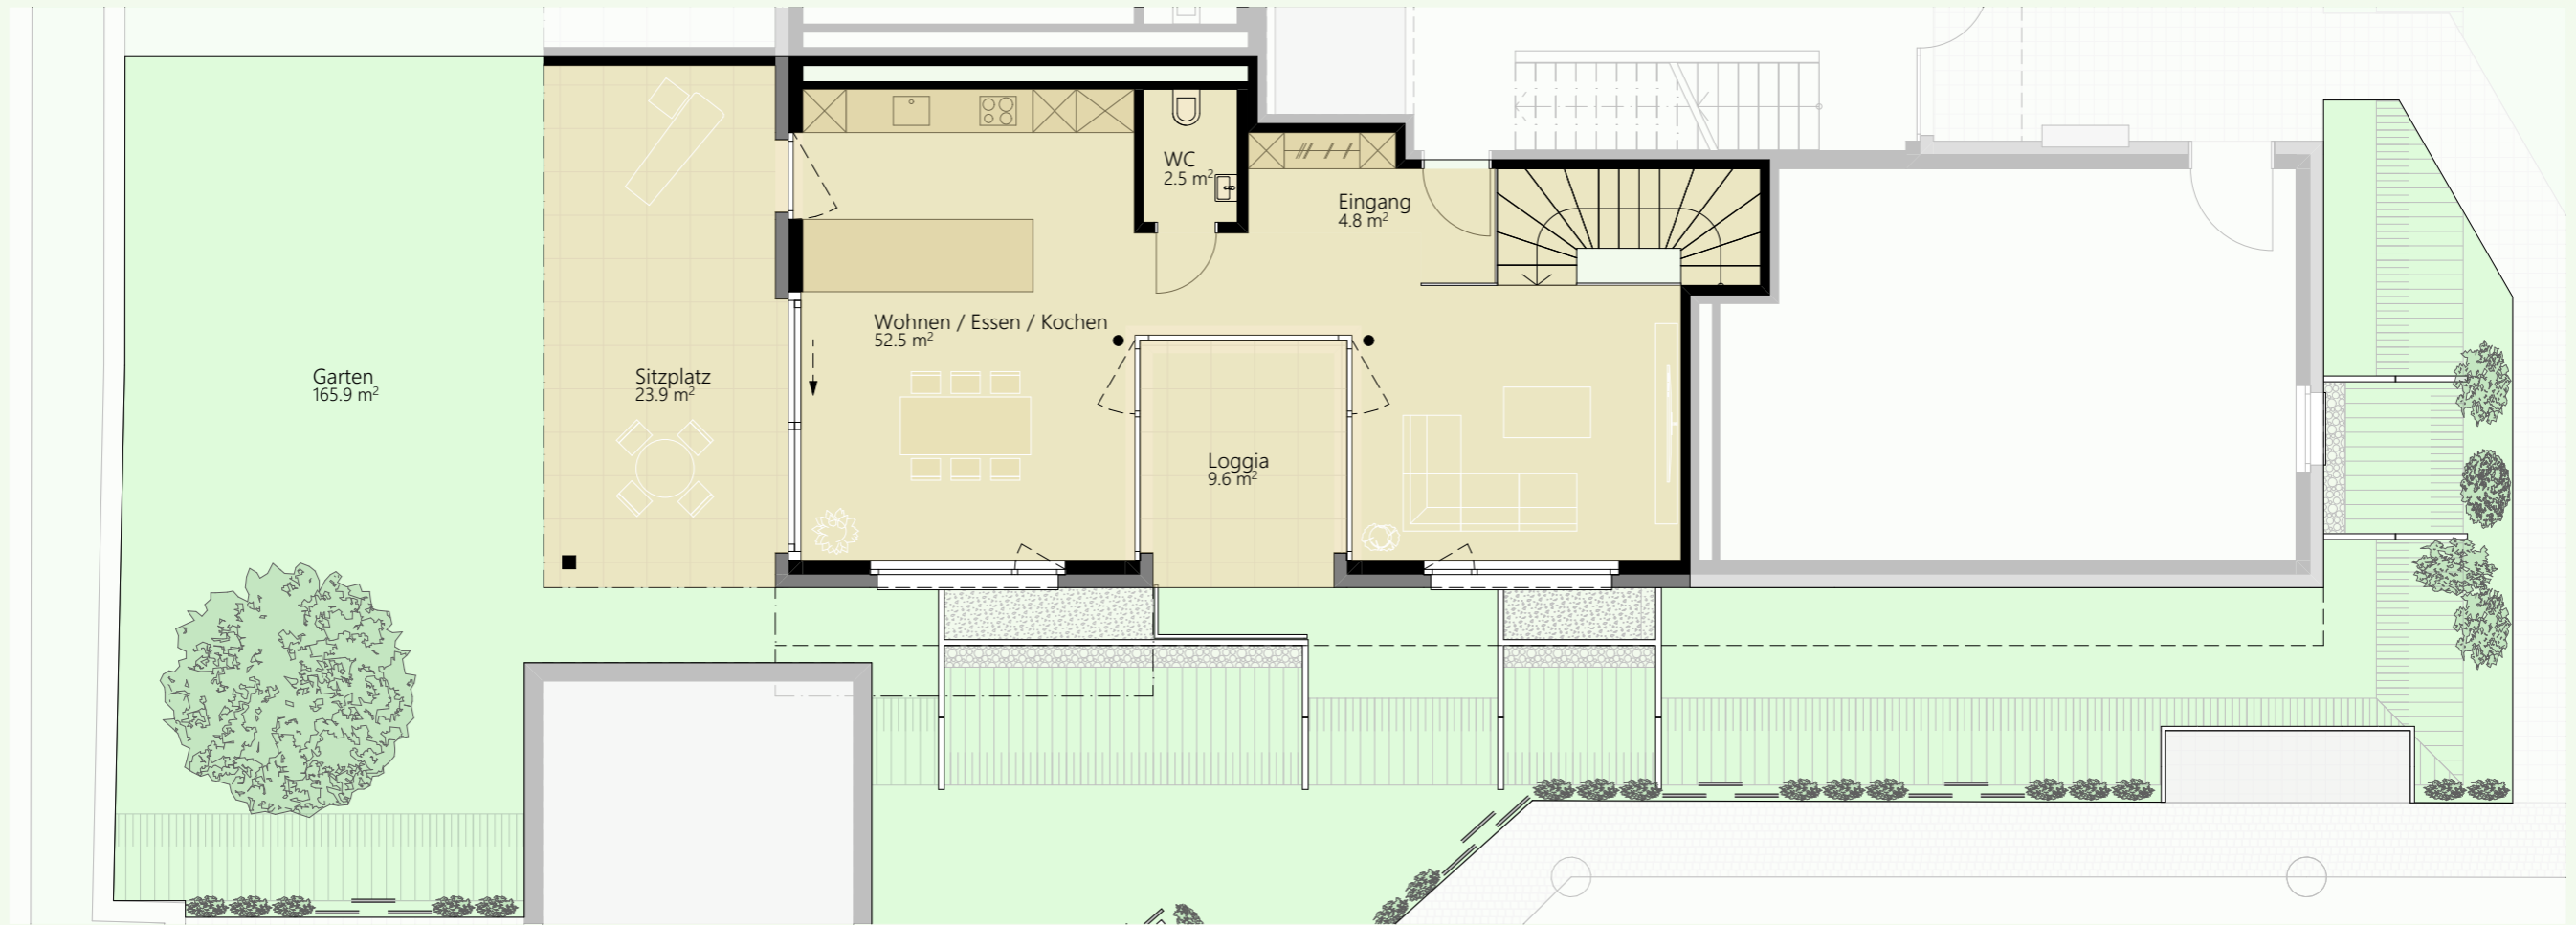 WC
2.5 m²
Eingang
4.8 m²
Wohnen / Essen / Kochen
52.5 m²
Garten
165.9 m²
Sitzplatz
23.9 m²
Loggia
9.6 m²